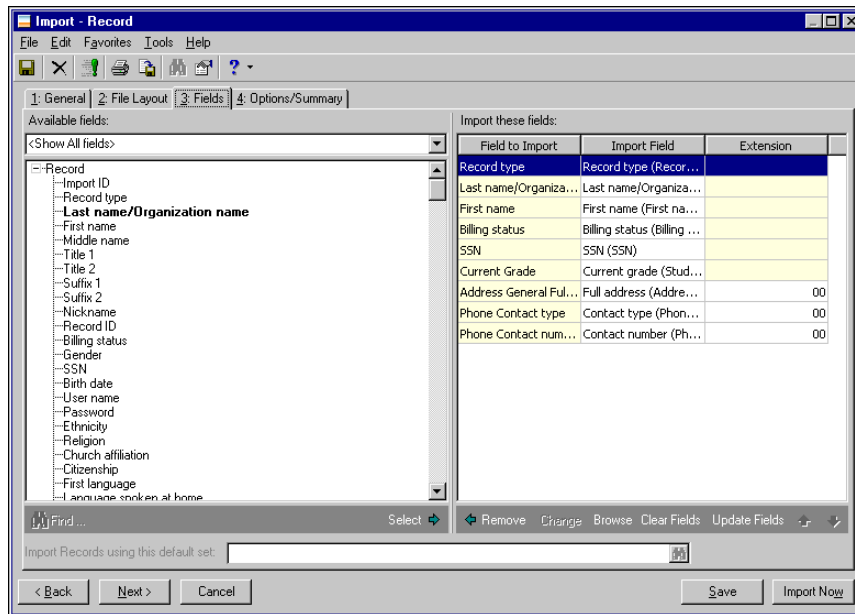 Import - Record
File Edit Favorites Tools Help
1: General 2: File Layout 3: Fields 4: Options/Summary
Available fields:
<Show All fields>
Record
Import ID
Record type
Last name/Organization name
First name
Middle name
Title 1
Title 2
Suffix 1
Suffix 2
Nickname
Record ID
Billing status
Gender
SSN
Birth date
User name
Password
Ethnicity
Religion
Church affiliation
Citizenship
First language
Language spoken at home
Find ... Select
Import these fields:
Field to Import Import Field Extension
Record type Record type (Recor...
Last name/Organiza... Last name/Organiza...
First name First name (First na...
Billing status Billing status (Billing ...
SSN SSN (SSN)
Current Grade Current grade (Stud...
Address General Ful... Full address (Addre... 00
Phone Contact type Contact type (Phon... 00
Phone Contact num... Contact number (Ph... 00
Remove Change Browse Clear Fields Update Fields
Import Records using this default set:
< Back Next > Cancel Save Import Now